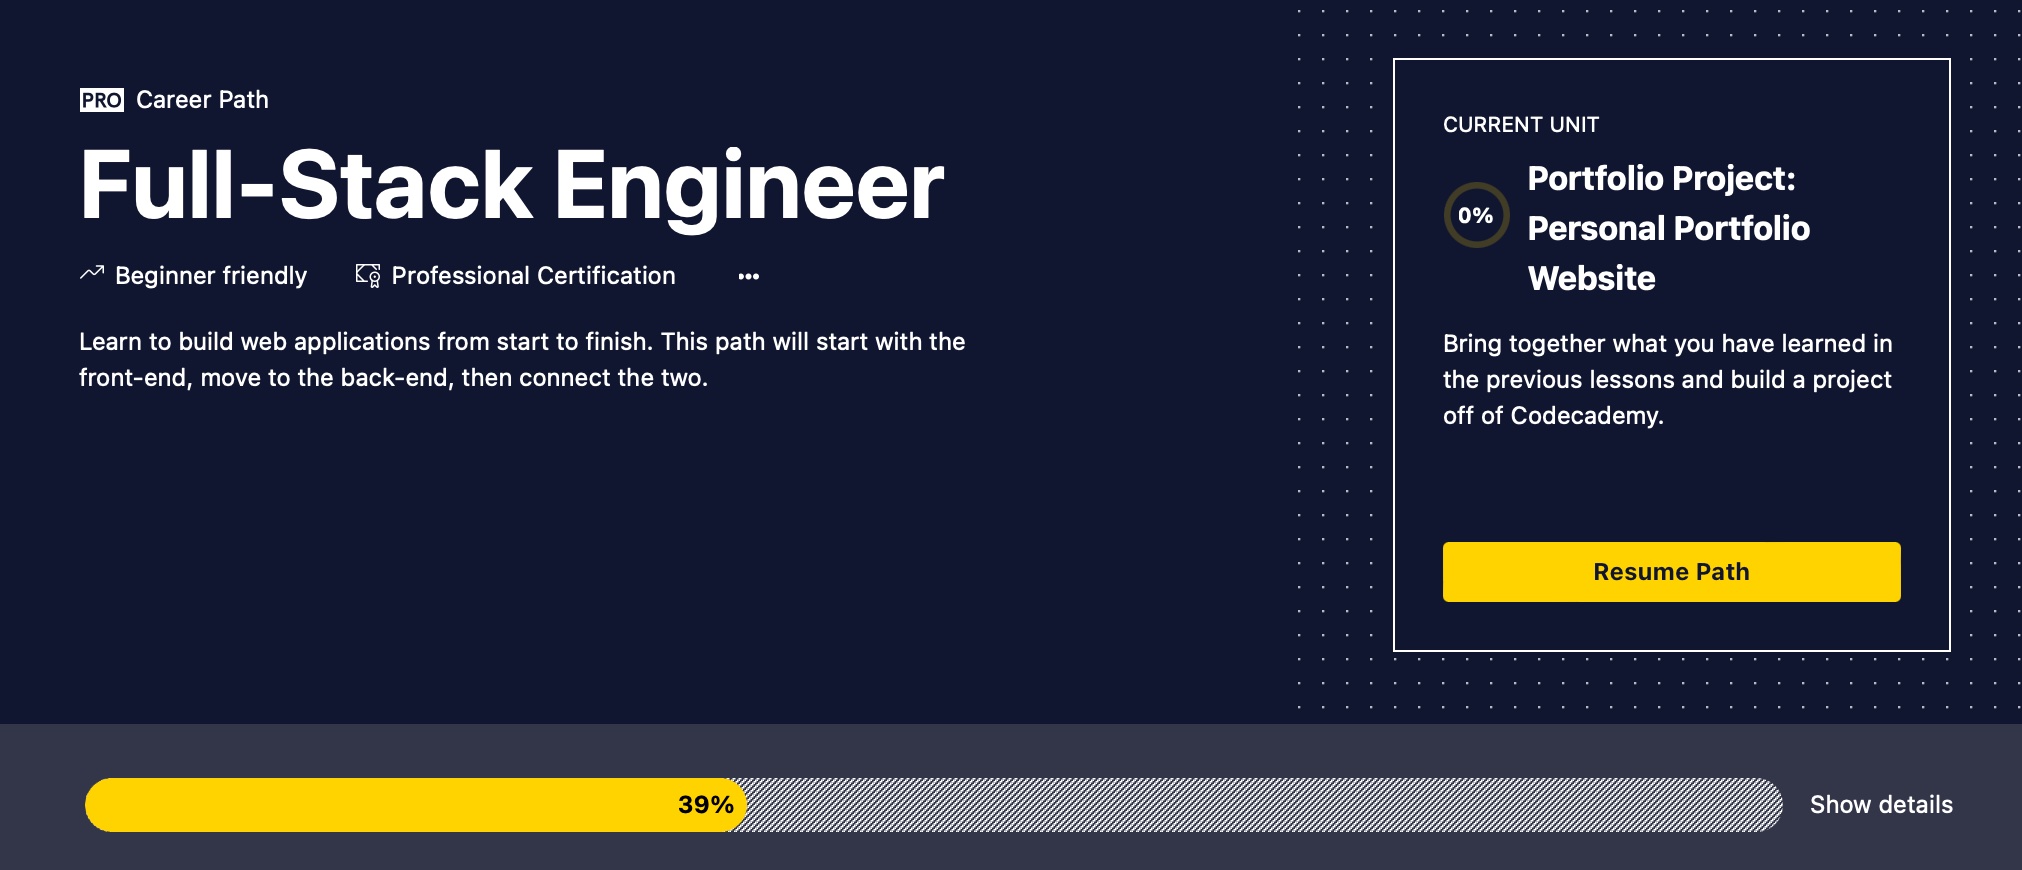 PRO Career Path
Full-Stack Engineer
Beginner friendly Professional Certification •••
Learn to build web applications from start to finish. This path will start with the
front-end, move to the back-end, then connect the two.
CURRENT UNIT
0%
Portfolio Project:
Personal Portfolio
Website
Bring together what you have learned in
the previous lessons and build a project
off of Codecademy.
Resume Path
39%
Show details